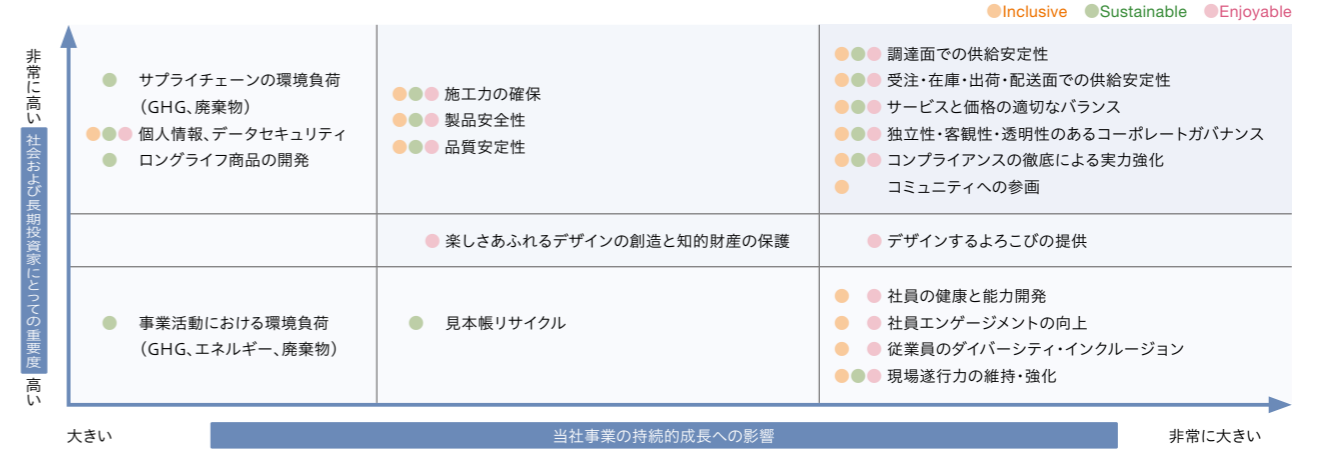 Inclusive Sustainable Enjoyable
非常に高い
社会および長期投資家にとっての重要度
高い
サプライチェーンの環境負荷
(GHG、廃棄物)
個人情報、データセキュリティ
ロングライフ商品の開発
施工力の確保
製品安全性
品質安定性
調達面での供給安定性
受注・在庫・出荷・配送面での供給安定性
サービスと価格の適切なバランス
独立性・客観性・透明性のあるコーポレートガバナンス
コンプライアンスの徹底による実力強化
コミュニティへの参画
楽しさあふれるデザインの創造と知的財産の保護
デザインするよろこびの提供
事業活動における環境負荷
(GHG、エネルギー、廃棄物)
見本帳リサイクル
社員の健康と能力開発
社員エンゲージメントの向上
従業員のダイバーシティ・インクルージョン
現場遂行力の維持・強化
大きい
当社事業の持続的成長への影響
非常に大きい